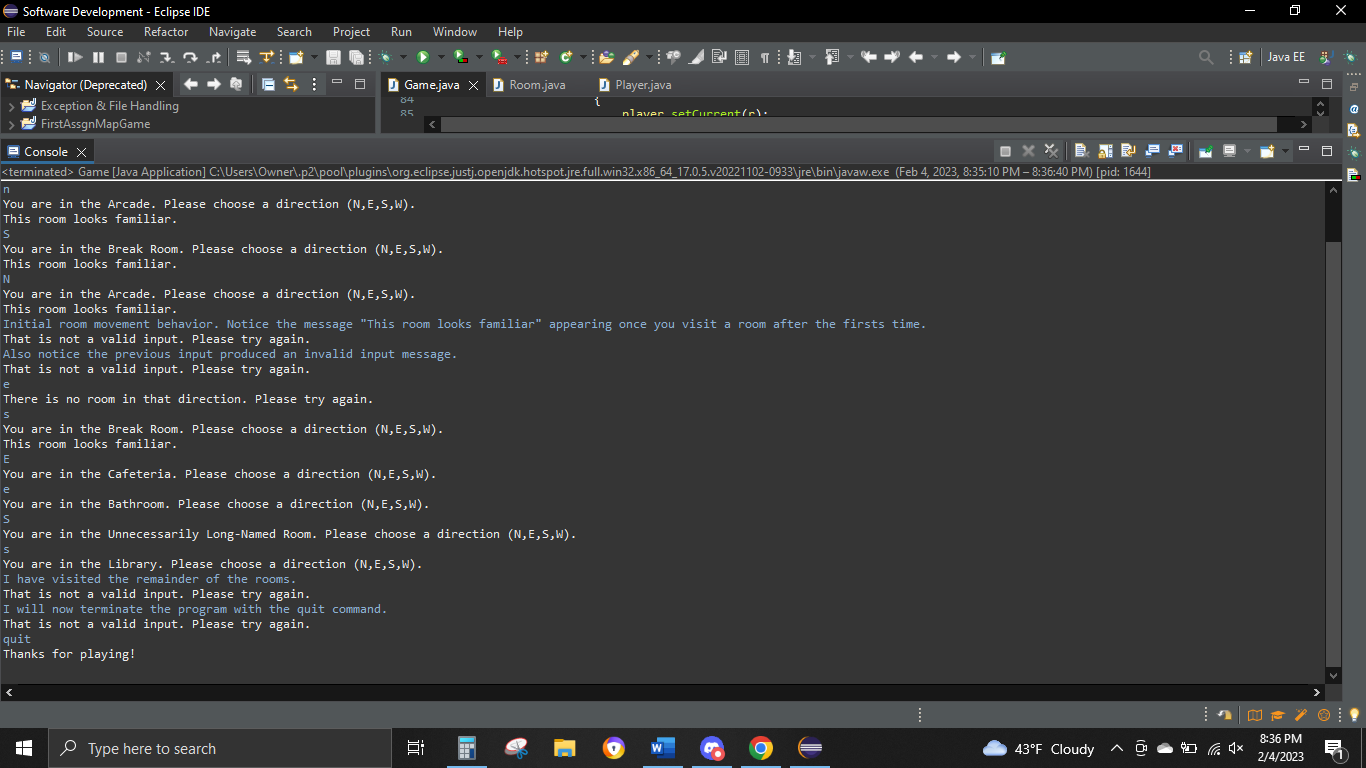 Software Development - Eclipse IDE
File Edit Source Refactor Navigate Search Project Run Window Help
Java EE
Navigator (Deprecated)
Game.java Room.java Player.java
Exception & File Handling
FirstAssgnMapGame
84 {
85 player.setCurrent(r);
Console
<terminated> Game [Java Application] C:\Users\Owner\.p2\pool\plugins\org.eclipse.justj.openjdk.hotspot.jre.full.win32.x86_64_17.0.5.v20221102-0933\jre\bin\javaw.exe (Feb 4, 2023, 8:35:10 PM – 8:36:40 PM) [pid: 1644]
n
You are in the Arcade. Please choose a direction (N,E,S,W).
This room looks familiar.
S
You are in the Break Room. Please choose a direction (N,E,S,W).
This room looks familiar.
N
You are in the Arcade. Please choose a direction (N,E,S,W).
This room looks familiar.
Initial room movement behavior. Notice the message "This room looks familiar" appearing once you visit a room after the firsts time.
That is not a valid input. Please try again.
Also notice the previous input produced an invalid input message.
That is not a valid input. Please try again.
e
There is no room in that direction. Please try again.
s
You are in the Break Room. Please choose a direction (N,E,S,W).
This room looks familiar.
E
You are in the Cafeteria. Please choose a direction (N,E,S,W).
e
You are in the Bathroom. Please choose a direction (N,E,S,W).
S
You are in the Unnecessarily Long-Named Room. Please choose a direction (N,E,S,W).
s
You are in the Library. Please choose a direction (N,E,S,W).
I have visited the remainder of the rooms.
That is not a valid input. Please try again.
I will now terminate the program with the quit command.
That is not a valid input. Please try again.
quit
Thanks for playing!
Type here to search
43°F Cloudy
8:36 PM
2/4/2023
1